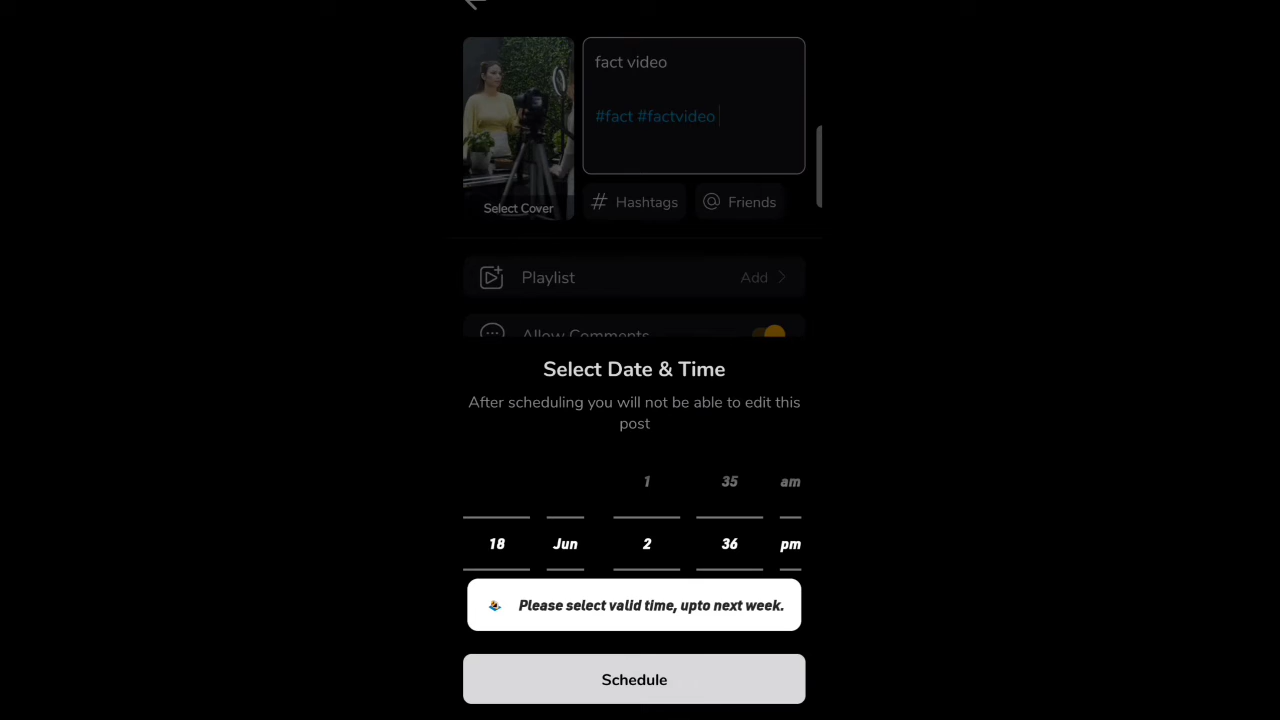 fact video
#fact #factvideo
Select Cover
# Hashtags
@ Friends
Playlist
Add
Allow Comments
Select Date & Time
After scheduling you will not be able to edit this
post
1 35 am
18 Jun 2 36 pm
Please select valid time, upto next week.
Schedule